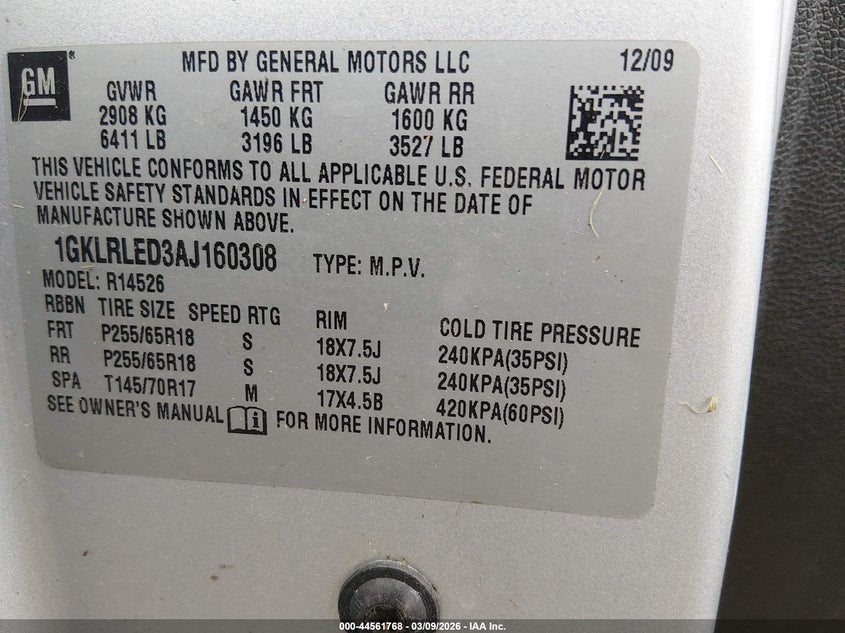 GM
®
MFD BY GENERAL MOTORS LLC 12/09
GVWR GAWR FRT GAWR RR
2908 KG 1450 KG 1600 KG
6411 LB 3196 LB 3527 LB
THIS VEHICLE CONFORMS TO ALL APPLICABLE U.S. FEDERAL MOTOR
VEHICLE SAFETY STANDARDS IN EFFECT ON THE DATE OF
MANUFACTURE SHOWN ABOVE.
1GKLRLED3AJ160308 TYPE: M.P.V.
MODEL: R14526
RBBN TIRE SIZE SPEED RTG RIM COLD TIRE PRESSURE
FRT P255/65R18 S 18X7.5J 240KPA(35PSI)
RR P255/65R18 S 18X7.5J 240KPA(35PSI)
SPA T145/70R17 M 17X4.5B 420KPA(60PSI)
SEE OWNER'S MANUAL FOR MORE INFORMATION.
000-44561768 - 03/09/2026 - IAA Inc.